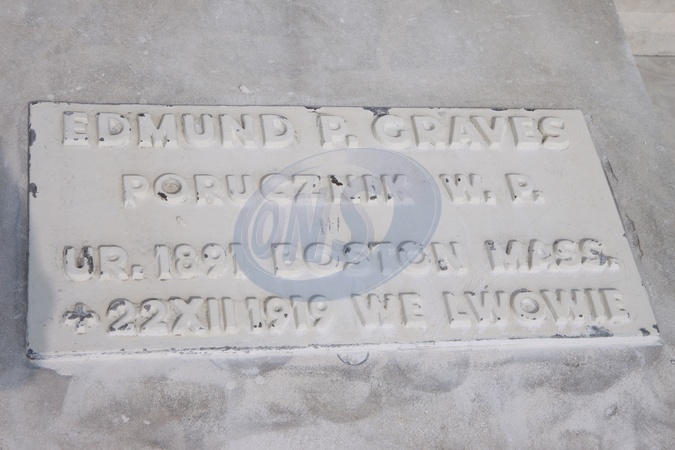 EDMUND P. GRAVES
PORUCZNIK W. P.
UR. 1891 BOSTON MASS.
+ 22 XII 1919 WE LWOWIE